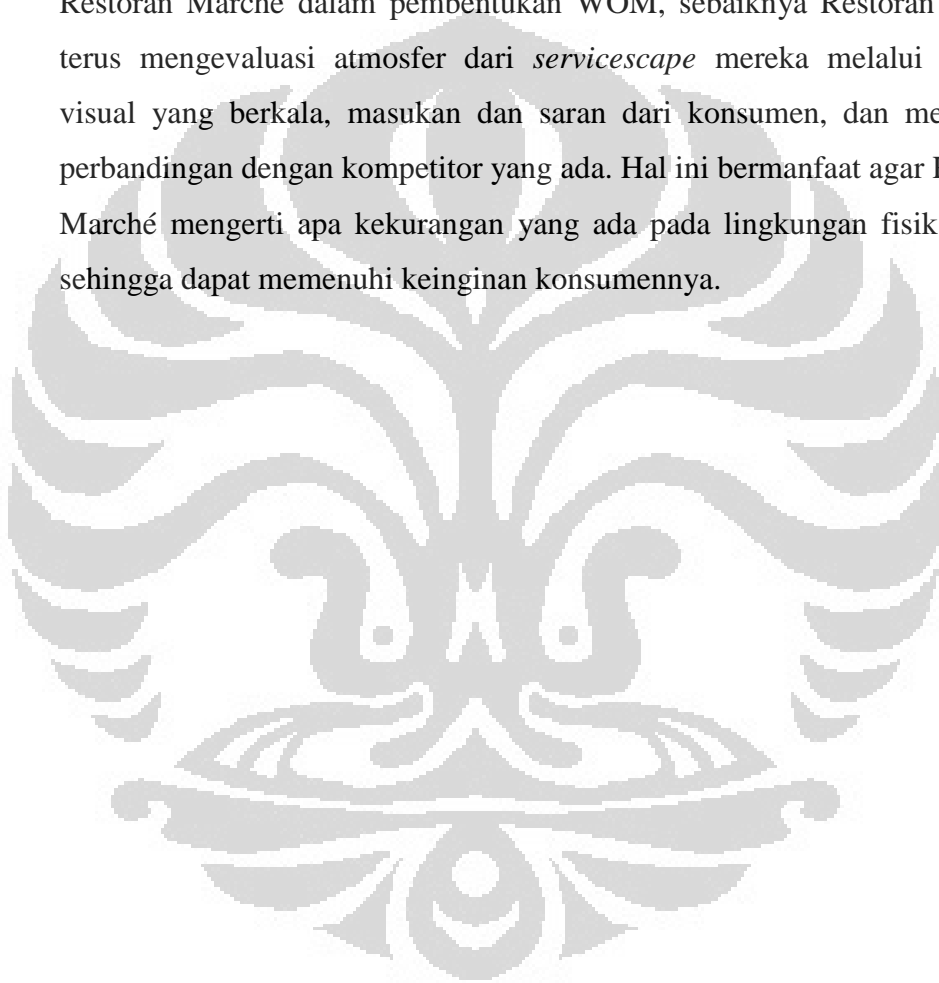 Restoran Marché dalam pembentukan WOM, sebaiknya Restoran
terus mengevaluasi atmosfer dari servicescape mereka melalui
visual yang berkala, masukan dan saran dari konsumen, dan
perbandingan dengan kompetitor yang ada. Hal ini bermanfaat agar
Marché mengerti apa kekurangan yang ada pada lingkungan fisik
sehingga dapat memenuhi keinginan konsumennya.